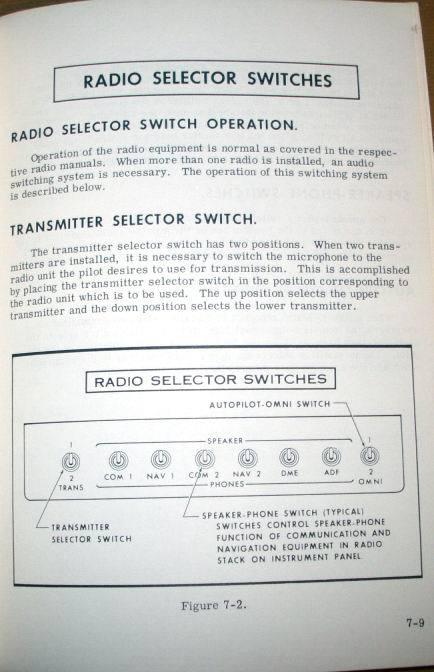 RADIO SELECTOR SWITCHES
RADIO SELECTOR SWITCH OPERATION.
Operation of the radio equipment is normal as covered in the respec-
tive radio manuals. When more than one radio is installed, an audio
switching system is necessary. The operation of this switching system
is described below.
TRANSMITTER SELECTOR SWITCH.
The transmitter selector switch has two positions. When two trans-
mitters are installed, it is necessary to switch the microphone to the
radio unit the pilot desires to use for transmission. This is accomplished
by placing the transmitter selector switch in the position corresponding to
the radio unit which is to be used. The up position selects the upper
transmitter and the down position selects the lower transmitter.
RADIO SELECTOR SWITCHES
AUTOPILOT-OMNI SWITCH
SPEAKER
1
1
2
TRANS
COM 1
NAV 1
COM 2
NAV 2
DME
ADF
2
OMNI
PHONES
TRANSMITTER
SELECTOR SWITCH
SPEAKER-PHONE SWITCH (TYPICAL)
SWITCHES CONTROL SPEAKER-PHONE
FUNCTION OF COMMUNICATION AND
NAVIGATION EQUIPMENT IN RADIO
STACK ON INSTRUMENT PANEL
Figure 7-2.
7-9